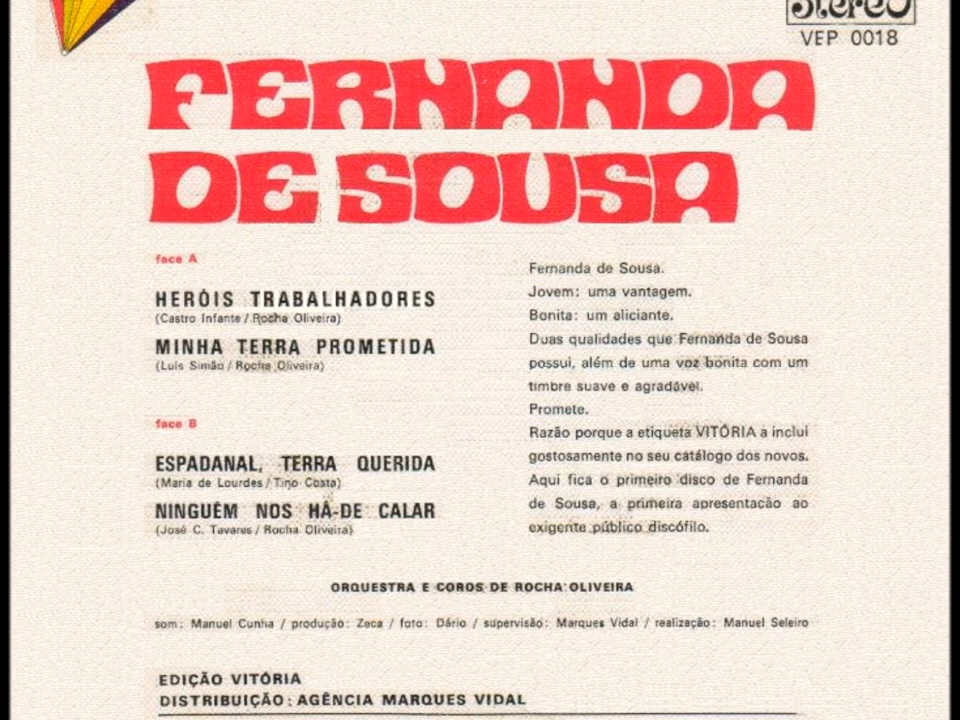 Stereo
VEP 0018
FERNANDA
DE SOUSA
face A
HERÓIS TRABALHADORES
(Castro Infante / Rocha Oliveira)
MINHA TERRA PROMETIDA
(Luis Simão / Rocha Oliveira)
face B
ESPADANAL, TERRA QUERIDA
(Maria de Lourdes / Tino Costa)
NINGUÉM NOS HÁ-DE CALAR
(José C. Tavares / Rocha Oliveira)
Fernanda de Sousa.
Jovem: uma vantagem.
Bonita: um aliciante.
Duas qualidades que Fernanda de Sousa
possui, além de uma voz bonita com um
timbre suave e agradável.
Promete.
Razão porque a etiqueta VITÓRIA a inclui
gostosamente no seu catálogo dos novos.
Aqui fica o primeiro disco de Fernanda
de Sousa, a primeira apresentação ao
exigente público discófilo.
ORQUESTRA E COROS DE ROCHA OLIVEIRA
som: Manuel Cunha / produção: Zeca / foto: Dário / supervisão: Marques Vidal / realização: Manuel Seleiro
EDIÇÃO VITÓRIA
DISTRIBUIÇÃO: AGÊNCIA MARQUES VIDAL